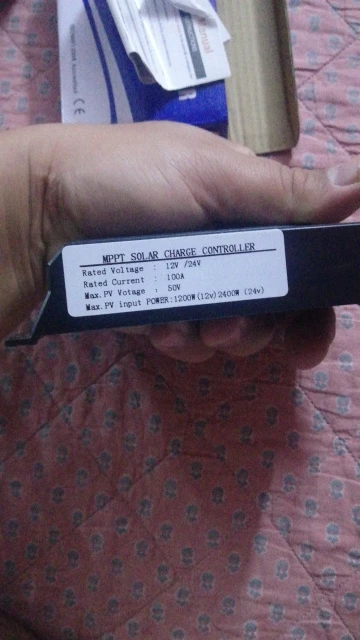 CE
MPPT SOLAR CHARGE CONTROLLER
Rated Voltage : 12V /24V
Rated Current : 100A
Max.PV Votage : 50V
Max.PV input POWER:1200W(12v)2400W (24v)